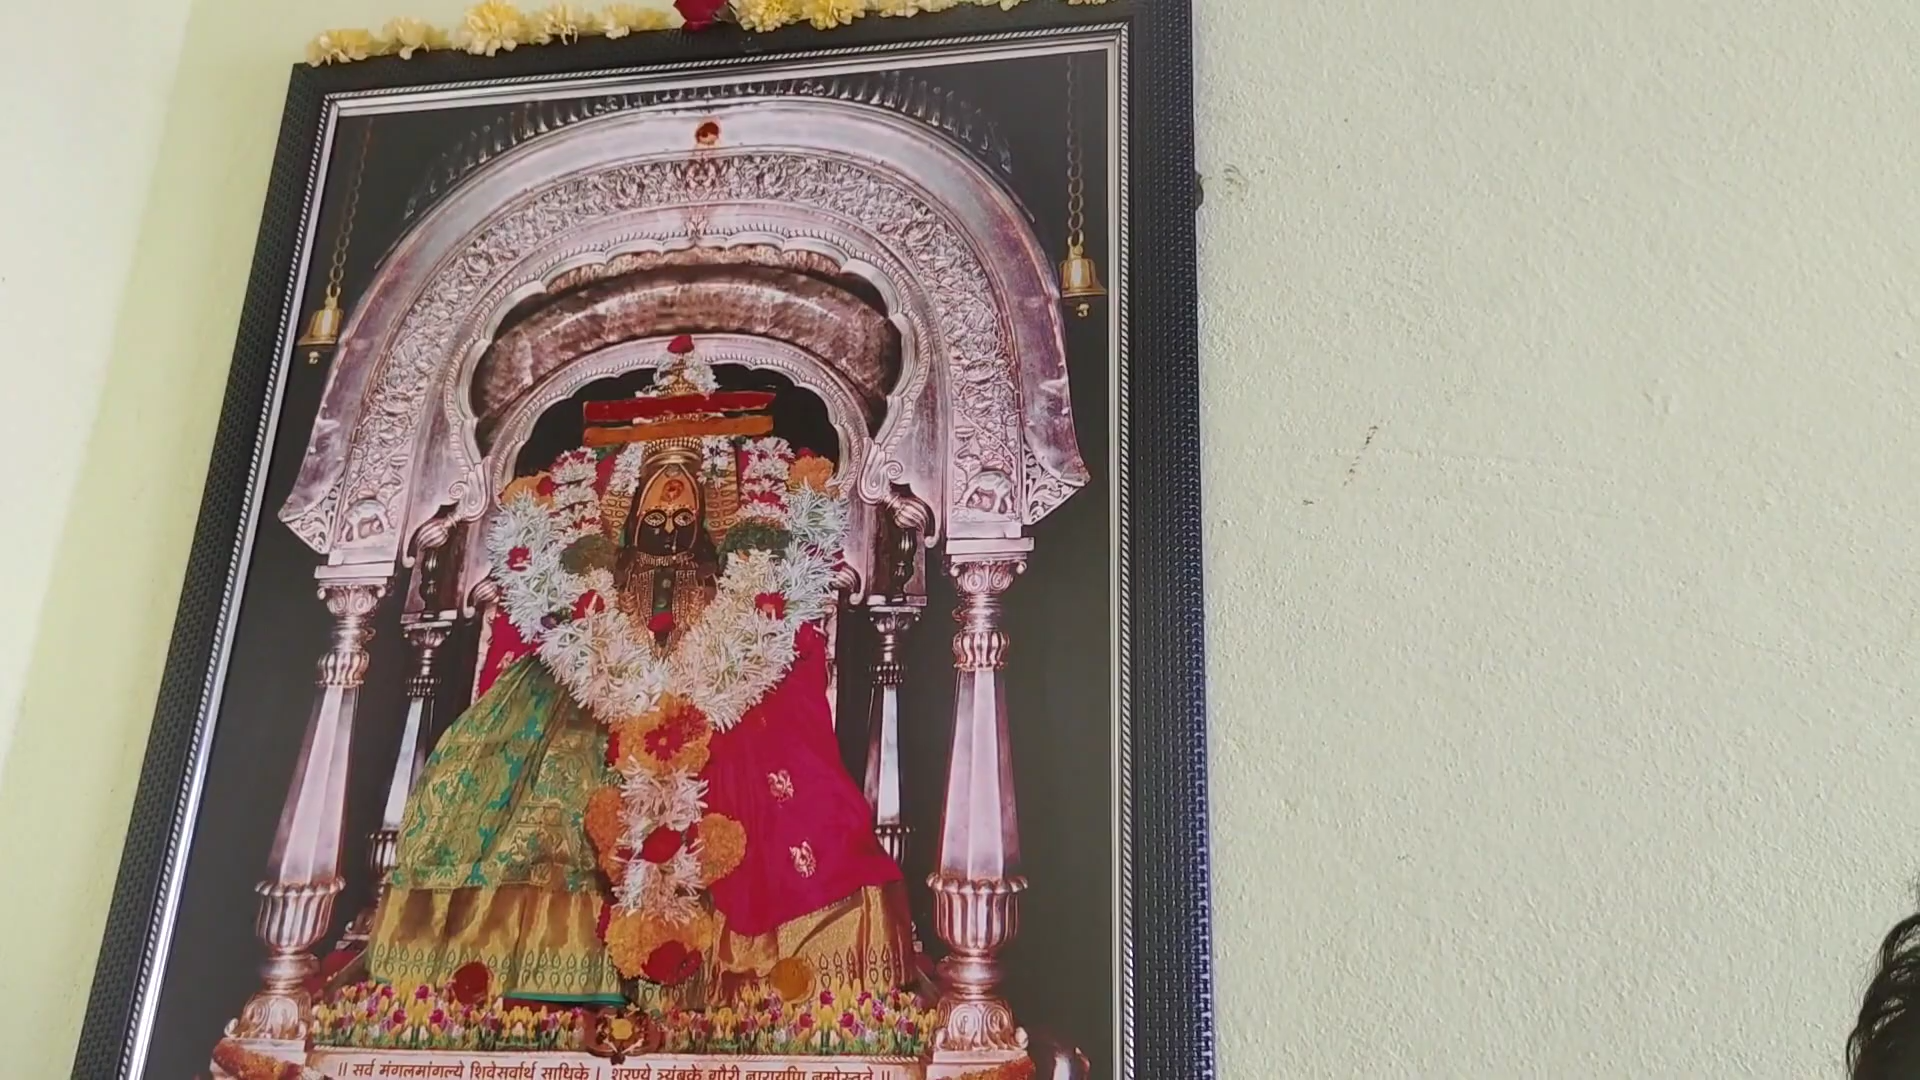 ॥ सर्व मंगलमांगल्ये शिवेसर्वार्थ साधिके । शरण्ये त्र्यंबके गौरी नारायणि नमोस्तुते ॥